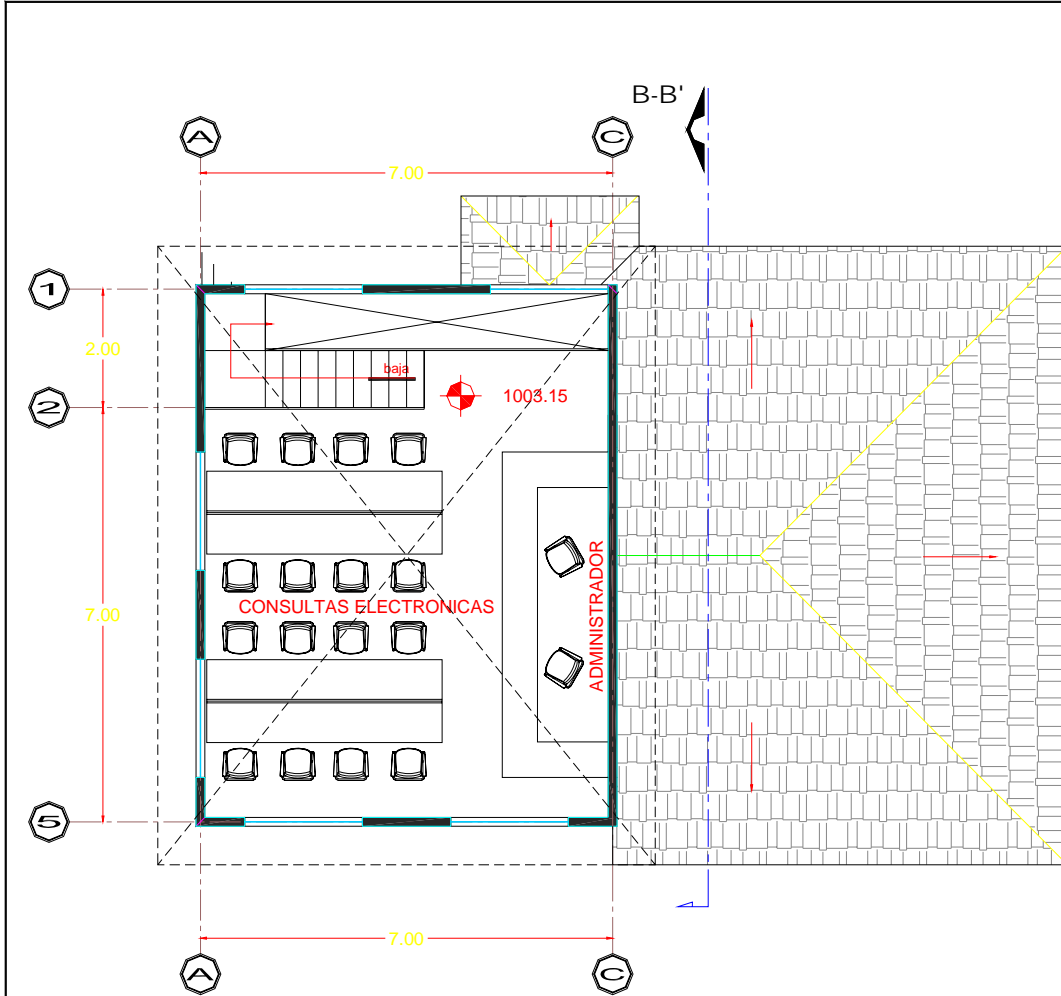 B-B'
A
C
7.00
1
2.00
baja
2
1003.15
7.00
CONSULTAS ELECTRONICAS
ADMINISTRADOR
5
7.00
A
C